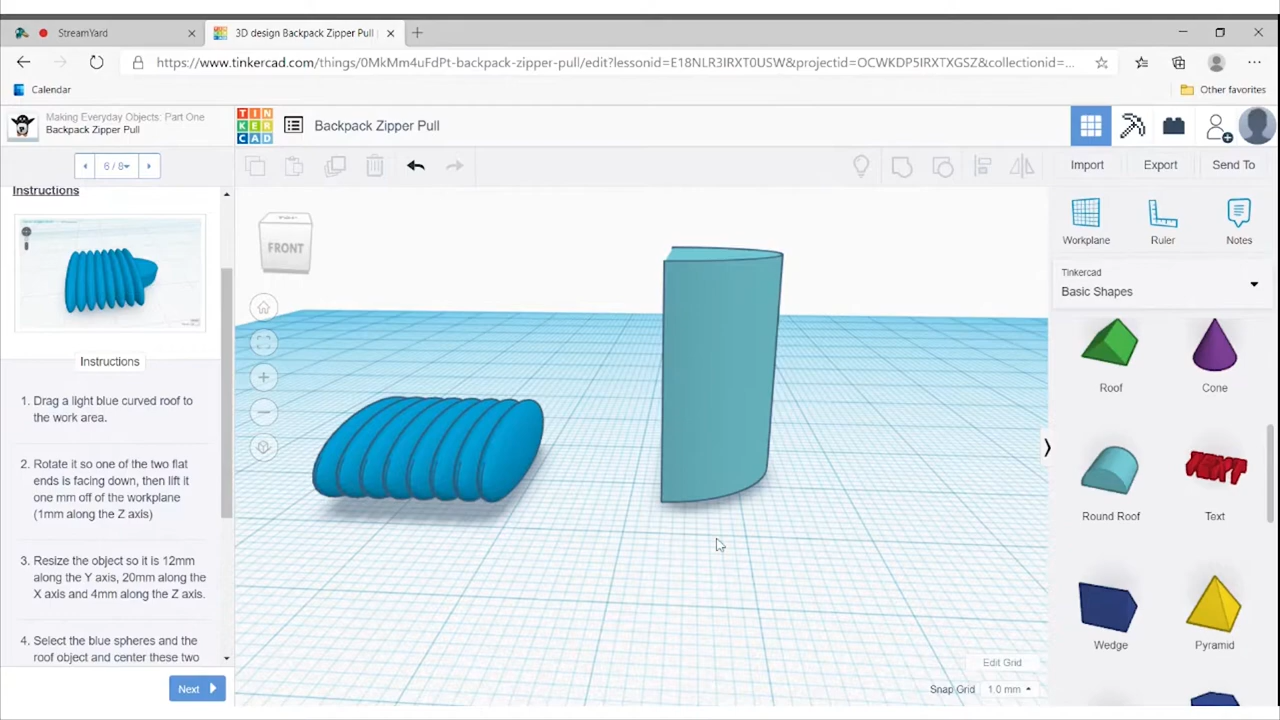 StreamYard
3D design Backpack Zipper Pull
https://www.tinkercad.com/things/0MkMm4uFdPt-backpack-zipper-pull/edit?lessonid=E18NLR3IRXT0USW&projectid=OCWKDP5IRXTXGSZ&collectionid=...
Calendar
Other favorites
Making Everyday Objects: Part One
Backpack Zipper Pull
TIN
KER
CAD
Backpack Zipper Pull
6 / 8
Import
Export
Send To
Instructions
TOP
FRONT
Workplane
Ruler
Notes
Tinkercad
Basic Shapes
Instructions
1. Drag a light blue curved roof to
the work area.
2. Rotate it so one of the two flat
ends is facing down, then lift it
one mm off of the workplane
(1mm along the Z axis)
3. Resize the object so it is 12mm
along the Y axis, 20mm along the
X axis and 4mm along the Z axis.
4. Select the blue spheres and the
roof object and center these two
Next
Roof
Cone
TEXT
Round Roof
Text
Wedge
Pyramid
Edit Grid
Snap Grid 1.0 mm